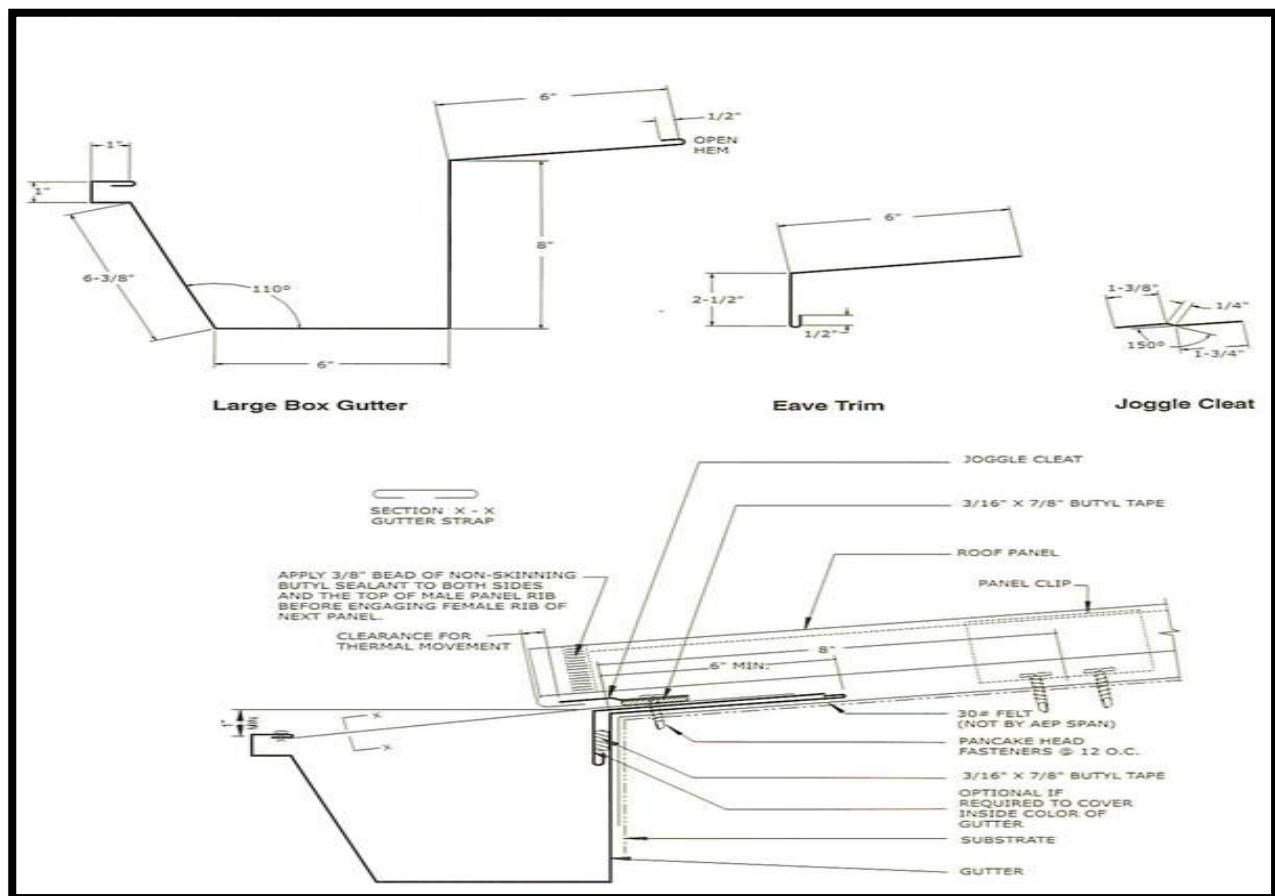 6"
1/2"
OPEN
HEM
1"
1"
6-3/8"
110°
8"
6"
Large Box Gutter
6"
2-1/2"
1/2"
Eave Trim
1-3/8"
1/4"
150°
1-3/4"
Joggle Cleat
SECTION X - X
GUTTER STRAP
JOGGLE CLEAT
3/16" X 7/8" BUTYL TAPE
ROOF PANEL
PANEL CLIP
APPLY 3/8" BEAD OF NON-SKINNING
BUTYL SEALANT TO BOTH SIDES
AND THE TOP OF MALE PANEL RIB
BEFORE ENGAGING FEMALE RIB OF
NEXT PANEL.
CLEARANCE FOR
THERMAL MOVEMENT
8"
6" MIN.
1"
MIN
X
X
30# FELT
(NOT BY AEP SPAN)
PANCAKE HEAD
FASTENERS @ 12 O.C.
3/16" X 7/8" BUTYL TAPE
OPTIONAL IF
REQUIRED TO COVER
INSIDE COLOR OF
GUTTER
SUBSTRATE
GUTTER